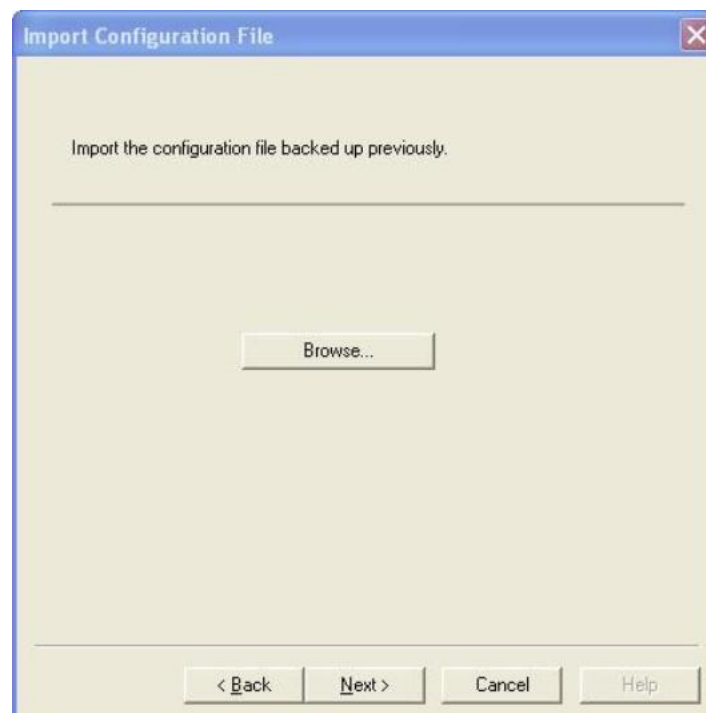 Import Configuration File
Import the configuration file backed up previously.
Browse...
< Back Next > Cancel Help